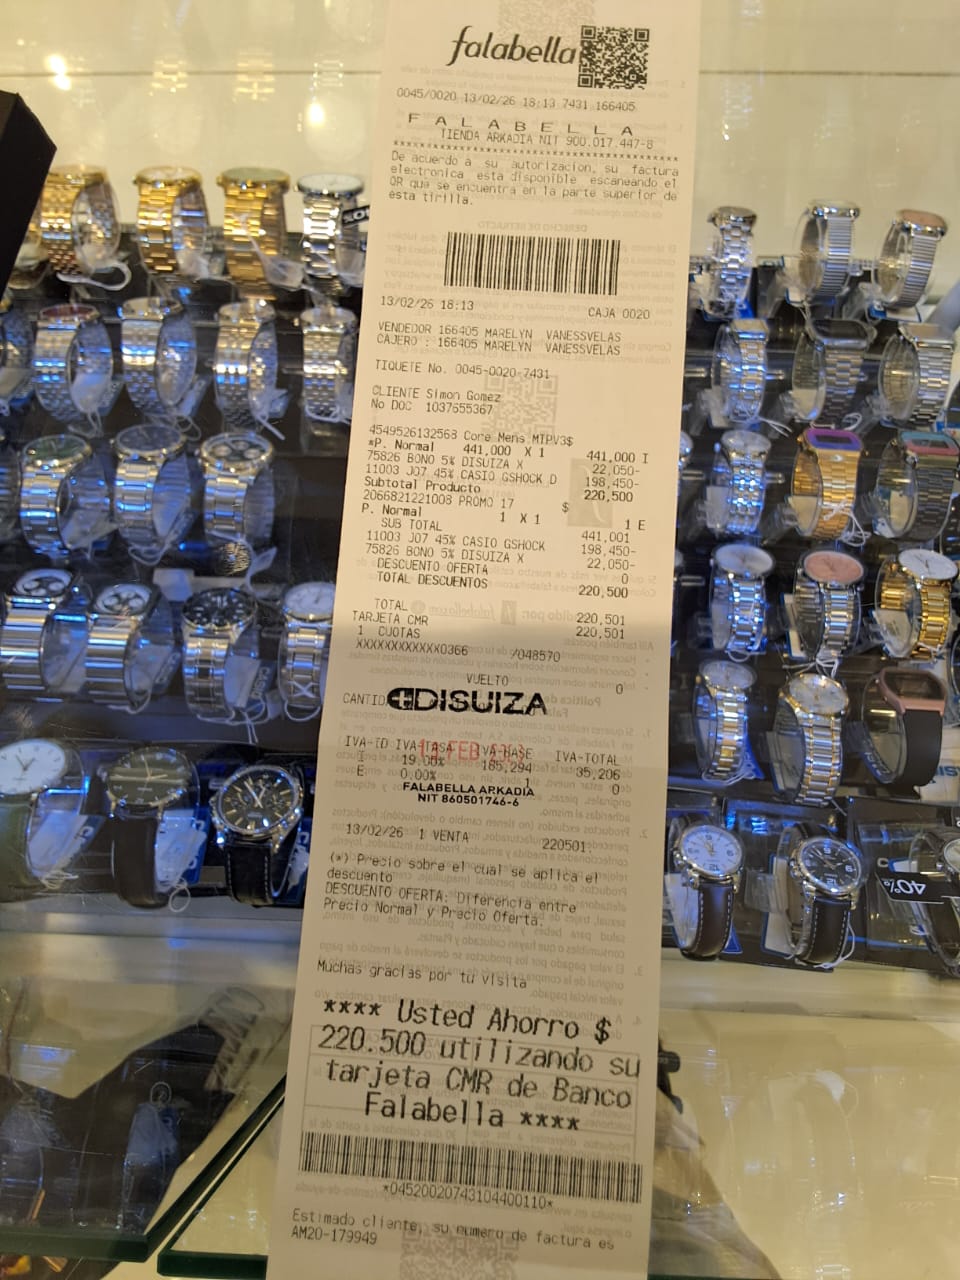 falabella
0045/0020 13/02/26 18:13 7431 166405
F A L A B E L L A
TIENDA ARKADIA NIT 900.017.447-8
****************************************
De acuerdo a su autorizacion, su factura
electronica esta disponible escaneando el
QR que se encuentra en la parte superior de
esta tirilla.
13/02/26 18:13 CAJA 0020
VENDEDOR 166405 MARELYN VANESSVELAS
CAJERO : 166405 MARELYN VANESSVELAS
TIQUETE No. 0045-0020-7431
CLIENTE Simon Gomez
No DOC 1037655367
4549526132568 Core Mens MTPV3$ 441,000 I
*P. Normal 441,000 X 1
75826 BONO 5% DISUIZA X 22,050-
11003 J07 45% CASIO GSHOCK D 198,450-
Subtotal Producto 220,500
2066821221008 PROMO 17 $ 1 E
P. Normal 1 X 1
SUB TOTAL 441,001
11003 J07 45% CASIO GSHOCK 198,450-
75826 BONO 5% DISUIZA X 22,050-
DESCUENTO OFERTA 0
TOTAL DESCUENTOS 220,500
TOTAL 220,501
TARJETA CMR 220,501
1 CUOTAS
XXXXXXXXXXXX0366 /048570
VUELTO 0
CANTID
DISUIZA
IVA-ID IVA-TASA IVA-BASE IVA-TOTAL
FEB
I 19.00% 185,294 35,206
E 0.00% 1 0
FALABELLA ARKADIA
NIT 860501746-6
13/02/26 1 VENTA 220501.
(*) Precio sobre el cual se aplica el
descuento
DESCUENTO OFERTA: Diferencia entre
Precio Normal y Precio Oferta.
Muchas gracias por tu visita
**** Usted Ahorro $
220.500 utilizando su
tarjeta CMR de Banco
Falabella ****
*04520020743104400110*
Estimado cliente, su numero de factura es
AM20-179949
40%